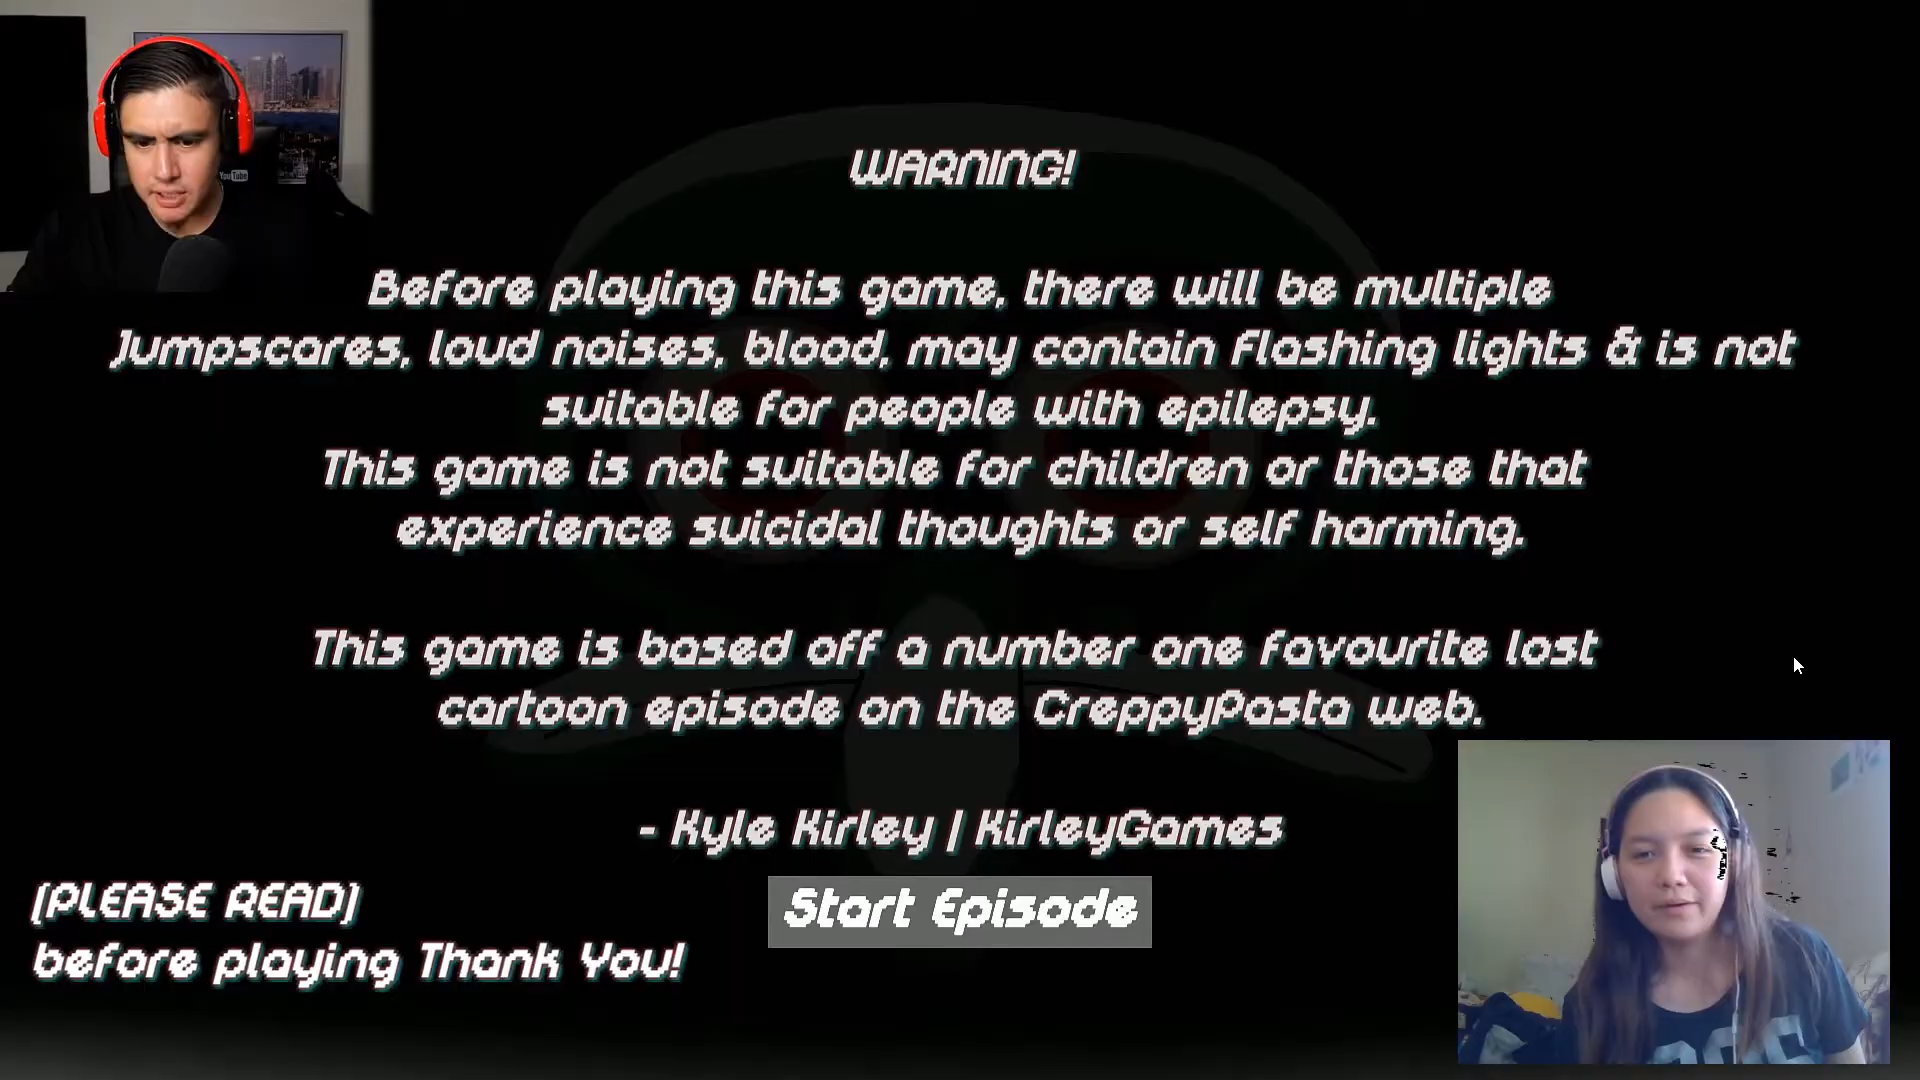 WARNING!
Before playing this game, there will be multiple
Jumpscares, loud noises, blood, may contain flashing lights & is not
suitable for people with epilepsy.
This game is not suitable for children or those that
experience suicidal thoughts or self harming.
This game is based off a number one favourite lost
cartoon episode on the CreppyPasta web.
- Kyle Kirley | KirleyGames
Start Episode
(PLEASE READ)
before playing Thank You!
YouTube